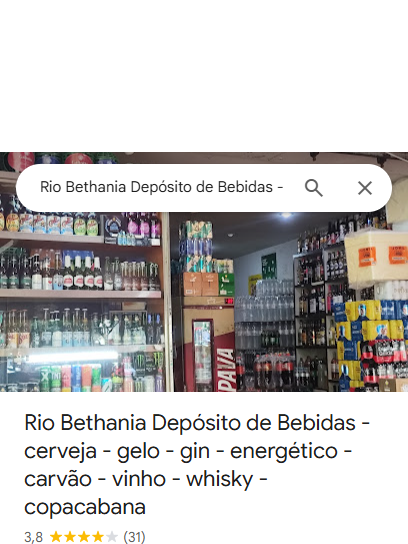 Rio Bethania Depósito de Bebidas -
PAVA
Rio Bethania Depósito de Bebidas -
cerveja - gelo - gin - energético -
carvão - vinho - whisky -
copacabana
3,8 (31)